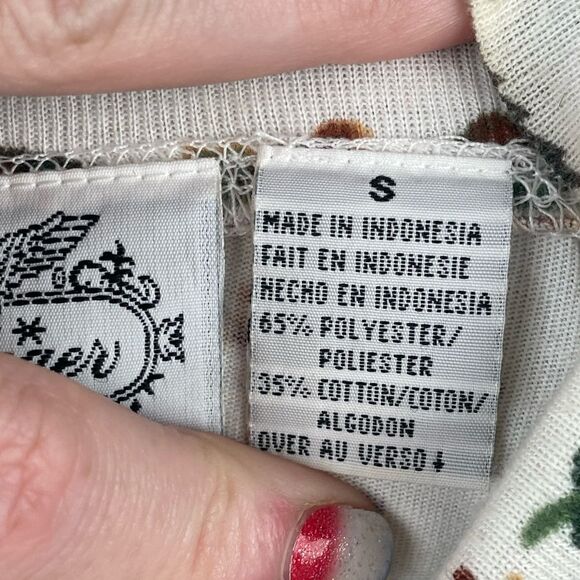 S
MADE IN INDONESIA
FAIT EN INDONESIE
HECHO EN INDONESIA
65% POLYESTER/
POLIESTER
35% COTTON/COTON/
ALGODON
OVER AU VERSO